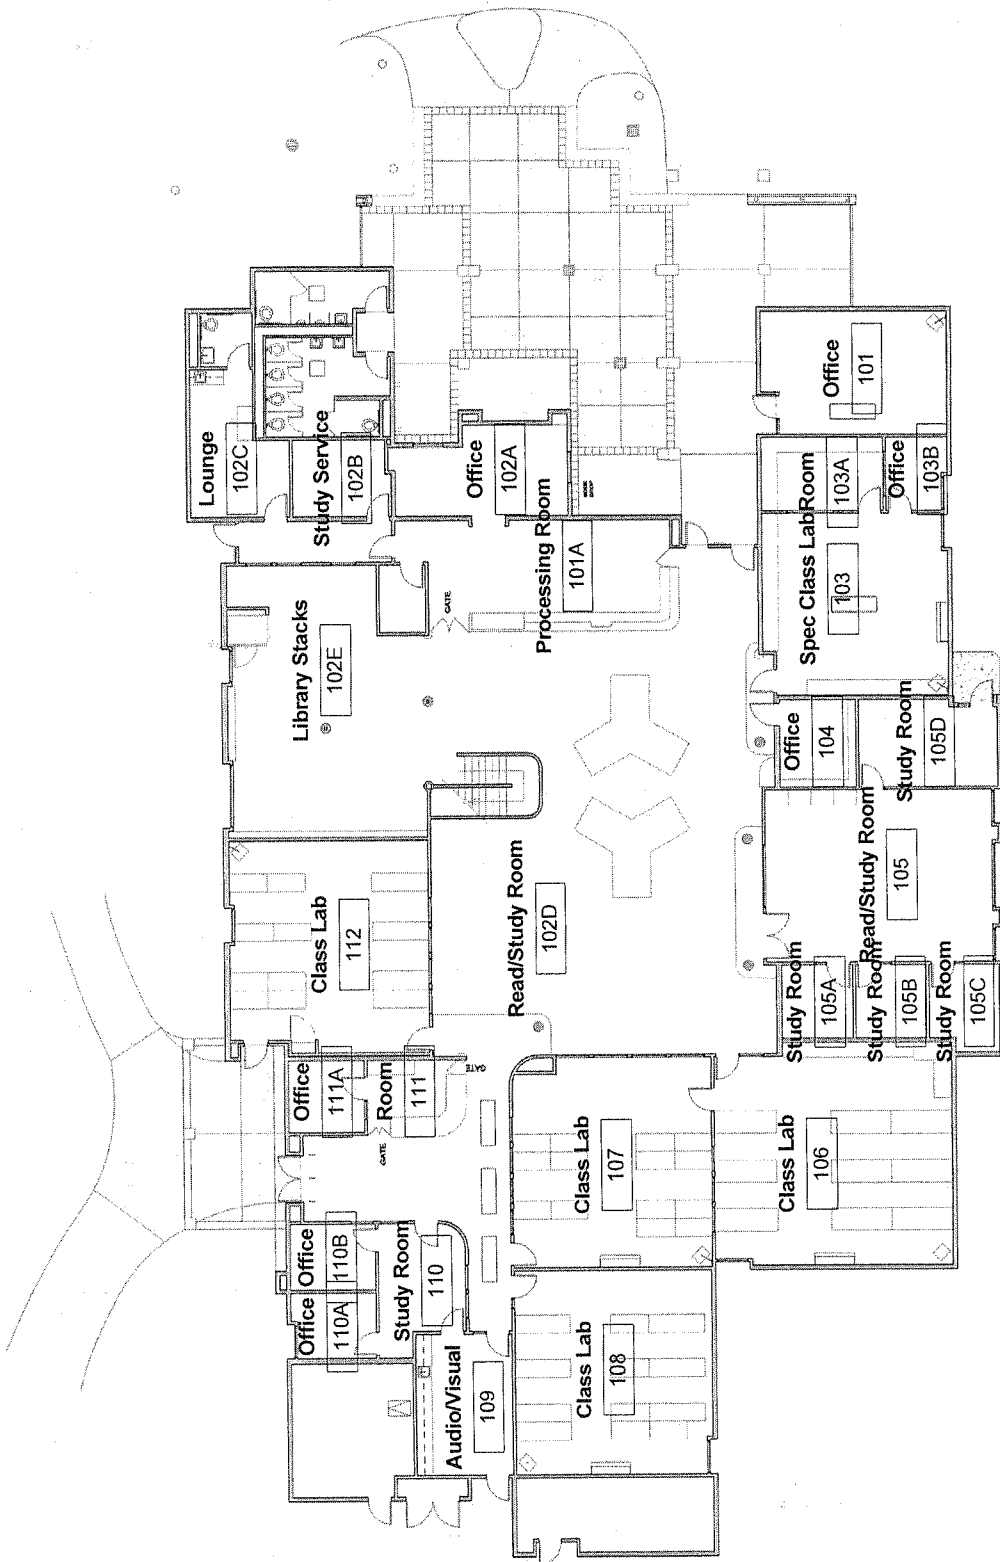 Lounge
102C
Office
110A
Office
110B
Office
111A
Library Stacks
102E
Study Service
102B
Class Lab
112
Study Room
110
GATE
Room
111
Audio/Visual
109
GATE
GATE
Office
102A
Read/Study Room
102D
Processing Room
101A
Class Lab
108
Class Lab
107
Class Lab
106
Study Room
105A
Office
104
Spec Class Lab
103
Room
103A
Office
101
Study Room
105B
Read/Study Room
105
Study Room
105D
Office
103B
Study Room
105C